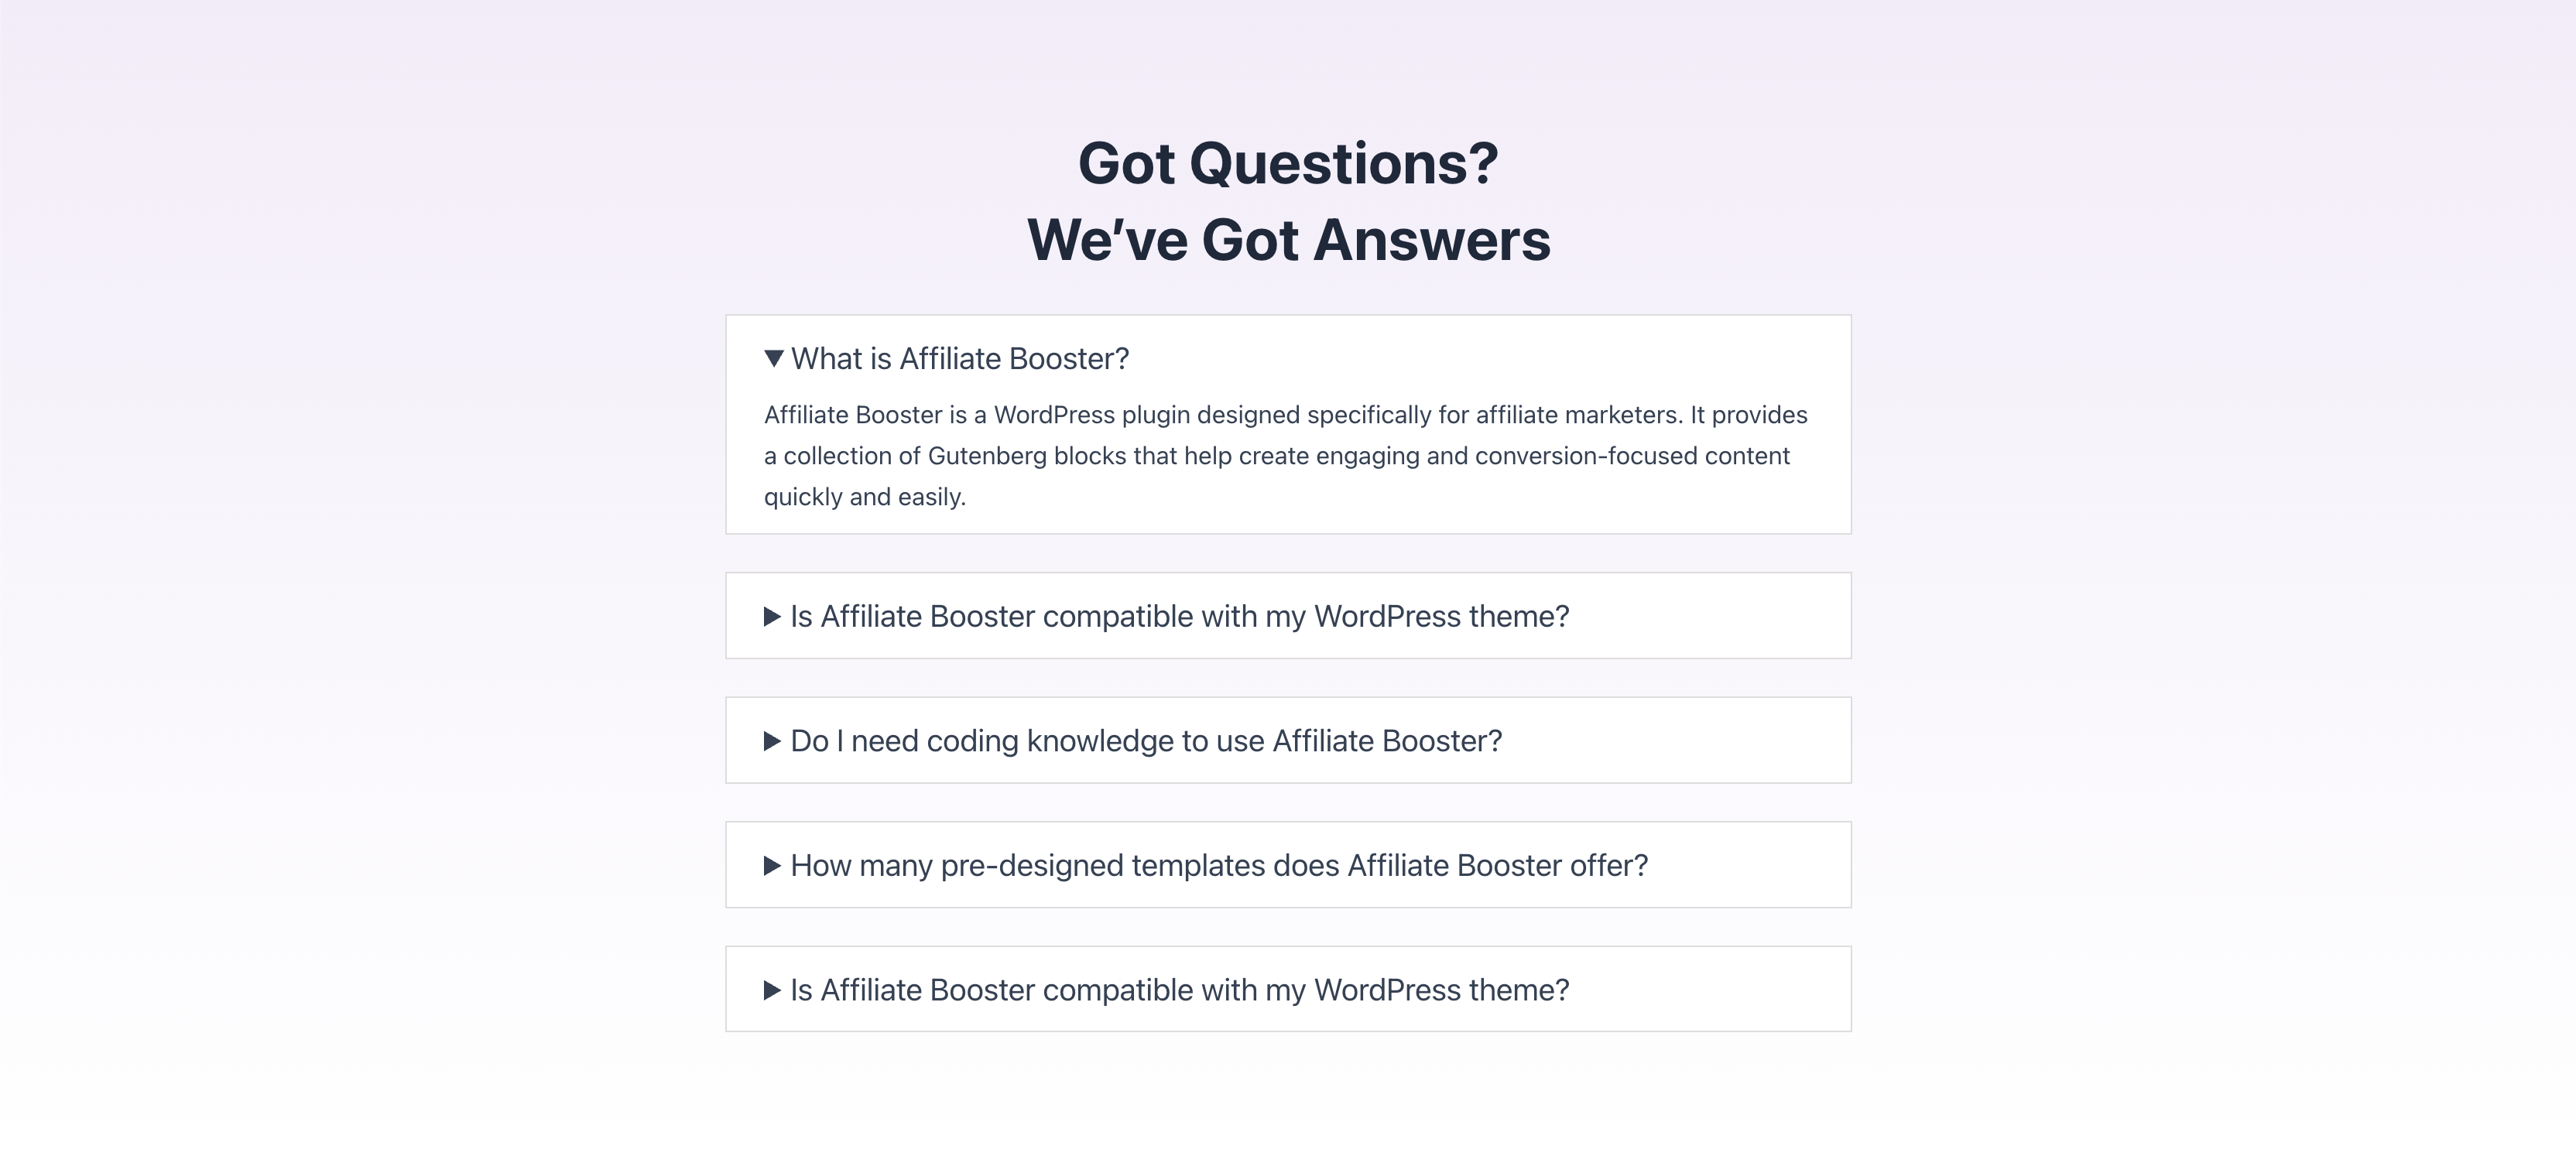 Got Questions?
We've Got Answers
What is Affiliate Booster?
Affiliate Booster is a WordPress plugin designed specifically for affiliate marketers. It provides
a collection of Gutenberg blocks that help create engaging and conversion-focused content
quickly and easily.
Is Affiliate Booster compatible with my WordPress theme?
Do I need coding knowledge to use Affiliate Booster?
How many pre-designed templates does Affiliate Booster offer?
Is Affiliate Booster compatible with my WordPress theme?